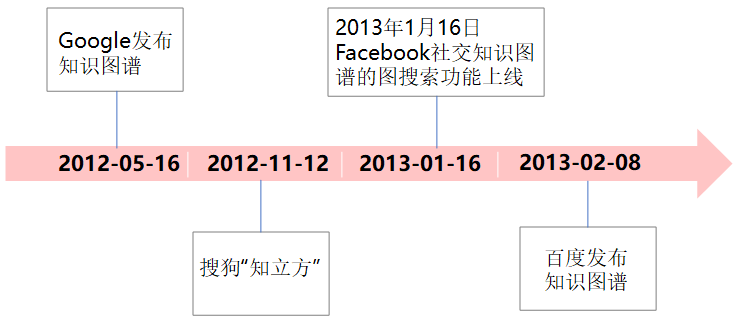 Google发布
知识图谱
2013年1月16日
Facebook社交知识图
谱的图搜索功能上线
2012-05-16
2012-11-12
2013-01-16
2013-02-08
搜狗“知立方”
百度发布
知识图谱